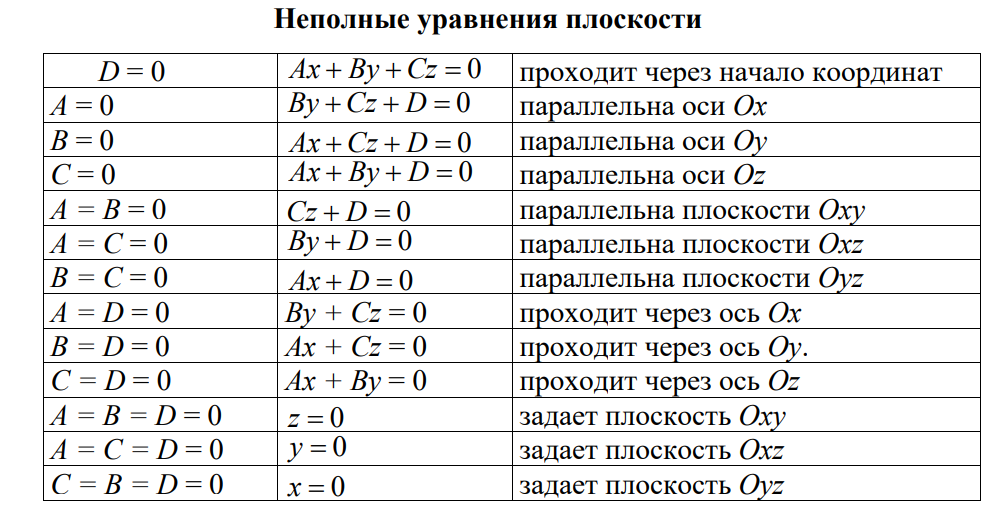 Неполные уравнения плоскости
D = 0 Ax + By + Cz = 0 проходит через начало координат
A = 0 By + Cz + D = 0 параллельна оси Ox
B = 0 Ax + Cz + D = 0 параллельна оси Oy
C = 0 Ax + By + D = 0 параллельна оси Oz
A = B = 0 Cz + D = 0 параллельна плоскости Oxy
A = C = 0 By + D = 0 параллельна плоскости Oxz
B = C = 0 Ax + D = 0 параллельна плоскости Oyz
A = D = 0 By + Cz = 0 проходит через ось Ox
B = D = 0 Ax + Cz = 0 проходит через ось Oy.
C = D = 0 Ax + By = 0 проходит через ось Oz
A = B = D = 0 z = 0 задает плоскость Oxy
A = C = D = 0 y = 0 задает плоскость Oxz
C = B = D = 0 x = 0 задает плоскость Oyz